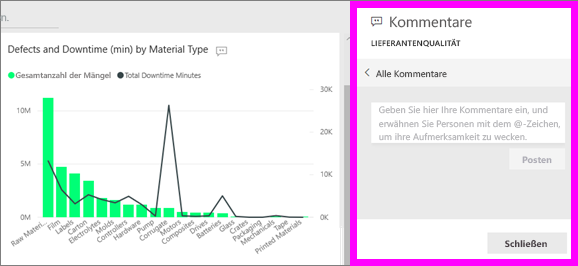 n.
Defects and Downtime (min) by Material Type
Gesamtanzahl der Mängel
Total Downtime Minutes
10M
5M
0M
30K
20K
10K
0K
Raw Materi...
Film
Labels
Carton
Electrolytes
Molds
Controllers
Hardware
Pump
Corrugate
Motors
Composites
Drives
Batteries
Glass
Crates
Packaging
Mechanicals
Tape
Printed Materials
Kommentare
LIEFERANTENQUALITÄT
Alle Kommentare
Geben Sie hier Ihre Kommentare ein, und
erwähnen Sie Personen mit dem @-Zeichen,
um ihre Aufmerksamkeit zu wecken.
Posten
Schließen